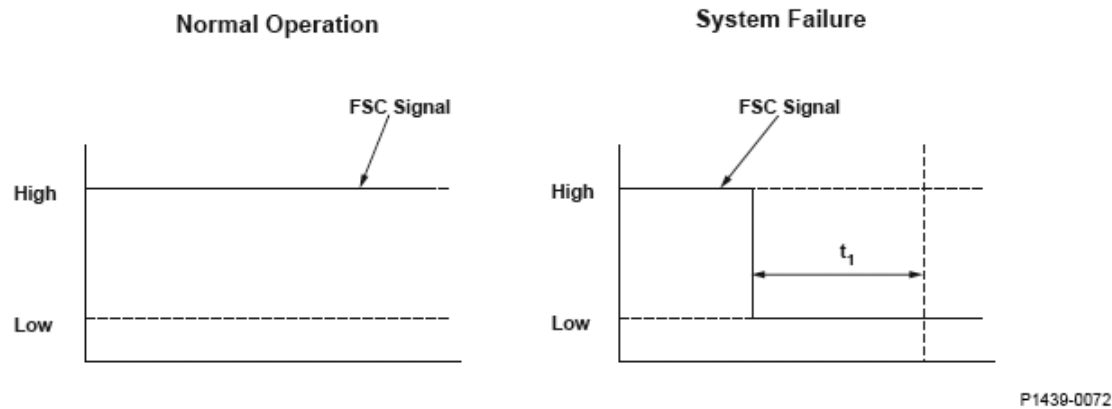 Normal Operation
FSC Signal
High
Low
System Failure
FSC Signal
High
t₁
Low
P1439-0072